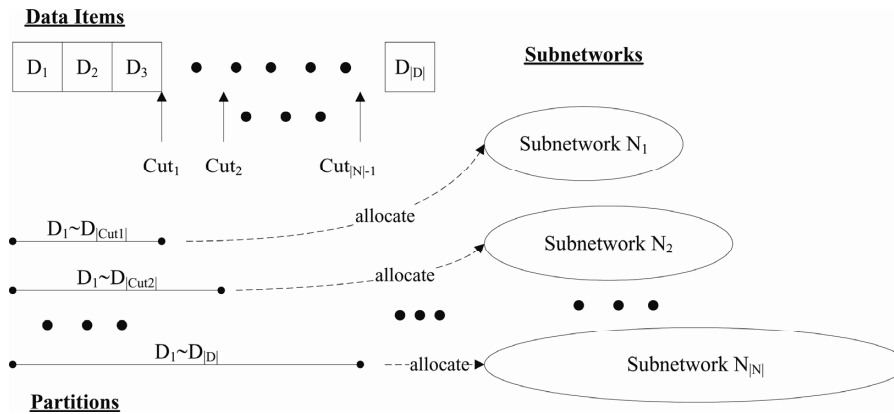 Data Items
D1 D2 D3 D|D|
Subnetworks
Cut1 Cut2 Cut|N|-1
Subnetwork N1
allocate
D1~D|Cut1|
Subnetwork N2
D1~D|Cut2|
allocate
D1~D|D|
allocate
Subnetwork N|N|
Partitions